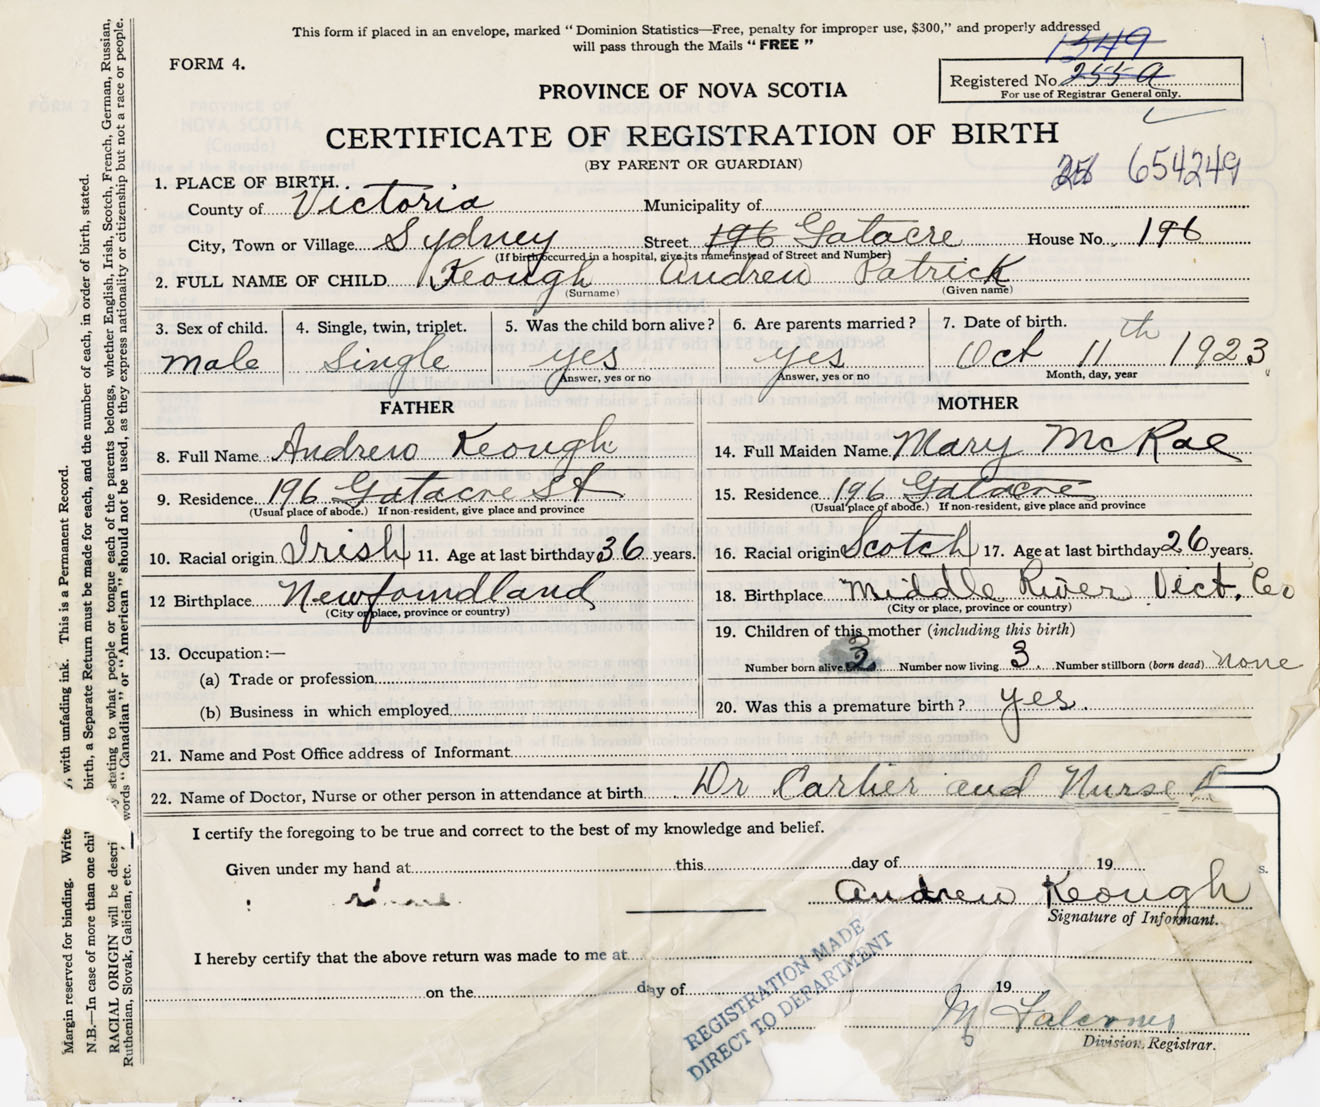 This form if placed in an envelope, marked "Dominion Statistics—Free, penalty for improper use, $300," and properly addressed
will pass through the Mails "FREE"
1549
FORM 4.
Registered No. 255 a
For use of Registrar General only.
PROVINCE OF NOVA SCOTIA
CERTIFICATE OF REGISTRATION OF BIRTH
(BY PARENT OR GUARDIAN)
654249
1. PLACE OF BIRTH.
County of Victoria Municipality of
City, Town or Village Sydney Street 196 Gatacre House No. 196
(If birth occurred in a hospital, give its name instead of Street and Number)
2. FULL NAME OF CHILD Keough Andrew Patrick
(Surname) (Given name)
3. Sex of child. 4. Single, twin, triplet. 5. Was the child born alive? 6. Are parents married? 7. Date of birth.
Male Single yes yes Oct 11th 1923
Answer, yes or no Answer, yes or no Month, day, year
FATHER MOTHER
8. Full Name Andrew Keough 14. Full Maiden Name Mary McRae
9. Residence 196 Gatacre St 15. Residence 196 Gatacre
(Usual place of abode.) If non-resident, give place and province (Usual place of abode.) If non-resident, give place and province
10. Racial origin Irish 11. Age at last birthday 36 years. 16. Racial origin Scotch 17. Age at last birthday 26 years.
12 Birthplace Newfoundland 18. Birthplace Middle River Vict. Co
(City or place, province or country) (City or place, province or country)
13. Occupation:— 19. Children of this mother (including this birth)
Number born alive 3 Number now living 3 Number stillborn (born dead) none
(a) Trade or profession
(b) Business in which employed 20. Was this a premature birth? yes.
21. Name and Post Office address of Informant
22. Name of Doctor, Nurse or other person in attendance at birth Dr Carlier and Nurse
I certify the foregoing to be true and correct to the best of my knowledge and belief.
Given under my hand at this day of 19
Andrew Keough
Signature of Informant.
I hereby certify that the above return was made to me at
on the day of 19
REGISTRATION MADE
DIRECT TO DEPARTMENT
M Falconer
Division Registrar.
Margin reserved for binding. Write with unfading ink. This is a Permanent Record.
N.B.—In case of more than one birth, a Separate Return must be made for each, and the number of each, in order of birth, stated.
RACIAL ORIGIN will be stating to what people or tongue each of the parents belongs, whether English, Irish, Scotch, French, German, Russian,
Ruthenian, Slovak, Galician, etc. words "Canadian" or "American" should not be used, as they express nationality or citizenship but not a race or people.